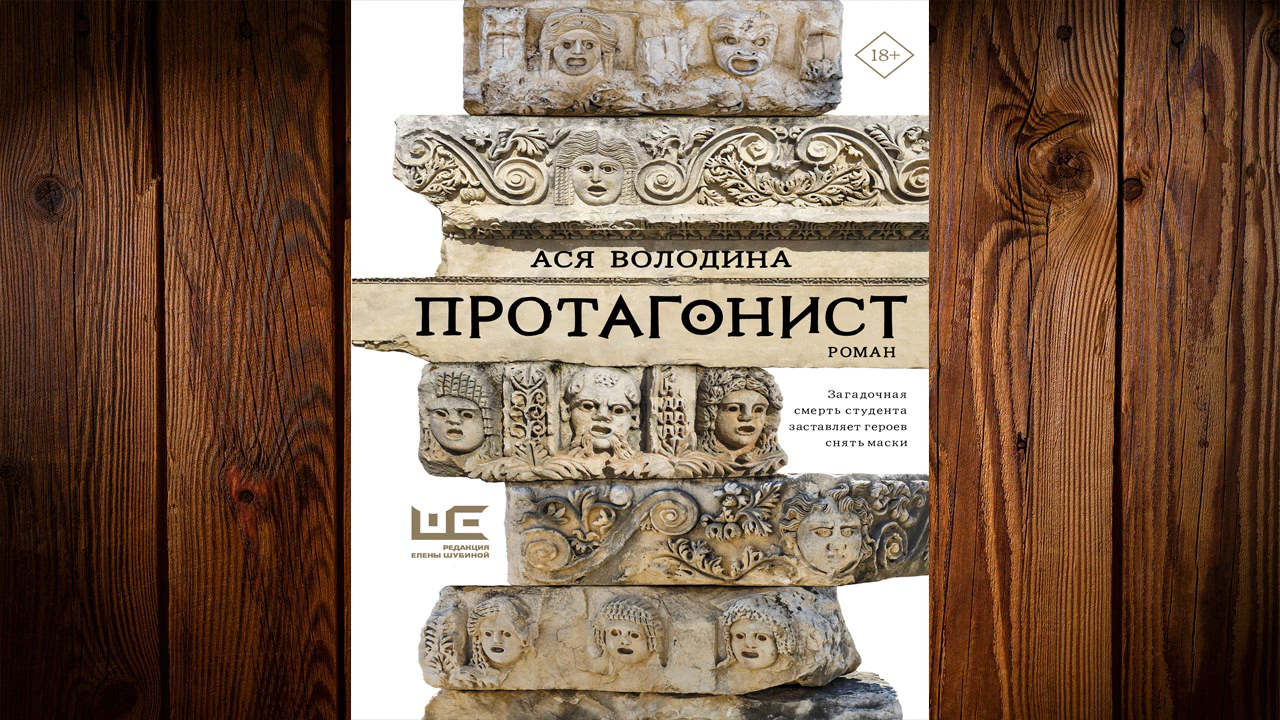 18+
АСЯ ВОЛОДИНА
ПРОТАГОНИСТ
РОМАН
Загадочная
смерть студента
заставляет героев
снять маски
ШЕ
РЕДАКЦИЯ
ЕЛЕНЫ ШУБИНОЙ